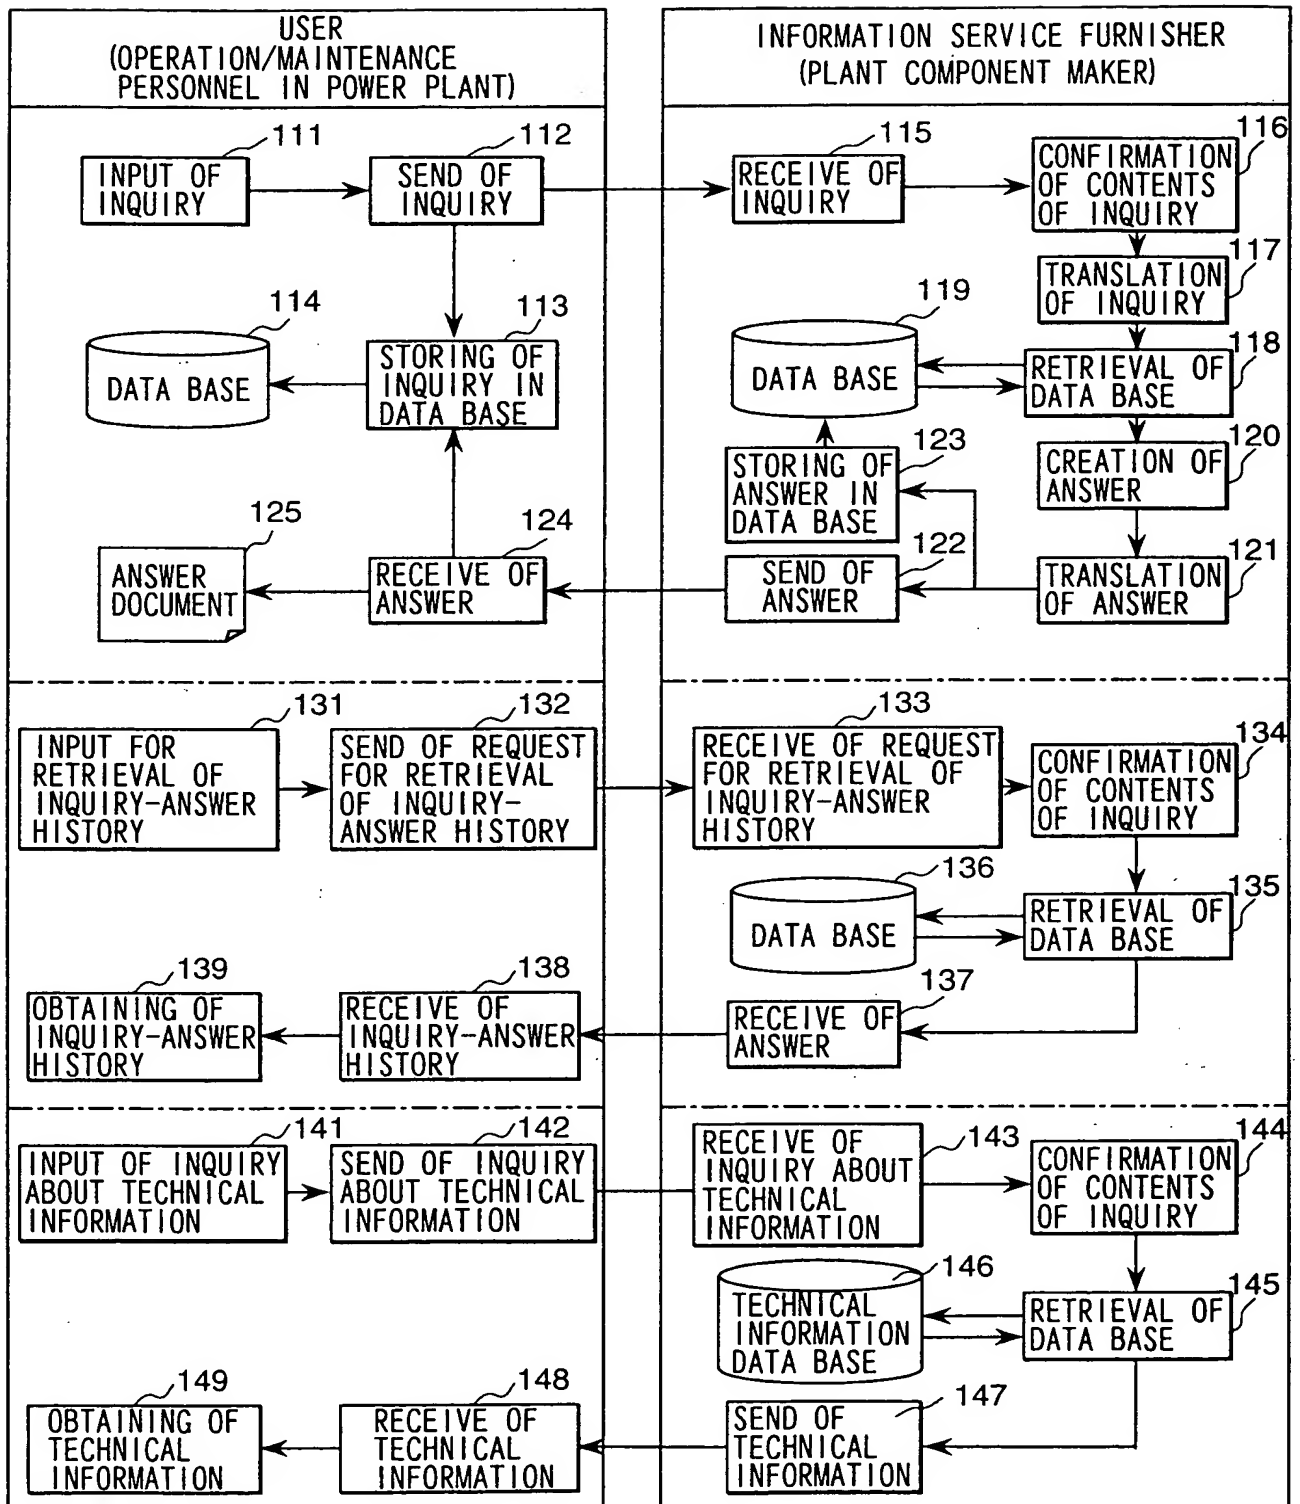 USER
(OPERATION/MAINTENANCE
PERSONNEL IN POWER PLANT)
INFORMATION SERVICE FURNISHER
(PLANT COMPONENT MAKER)
111
INPUT OF
INQUIRY
112
SEND OF
INQUIRY
115
RECEIVE OF
INQUIRY
116
CONFIRMATION
OF CONTENTS
OF INQUIRY
117
TRANSLATION
OF INQUIRY
114
DATA BASE
113
STORING OF
INQUIRY IN
DATA BASE
119
DATA BASE
118
RETRIEVAL OF
DATA BASE
123
STORING OF
ANSWER IN
DATA BASE
120
CREATION OF
ANSWER
125
ANSWER
DOCUMENT
124
RECEIVE OF
ANSWER
122
SEND OF
ANSWER
121
TRANSLATION
OF ANSWER
131
INPUT FOR
RETRIEVAL OF
INQUIRY-ANSWER
HISTORY
132
SEND OF REQUEST
FOR RETRIEVAL
OF INQUIRY-
ANSWER HISTORY
133
RECEIVE OF REQUEST
FOR RETRIEVAL OF
INQUIRY-ANSWER
HISTORY
134
CONFIRMATION
OF CONTENTS
OF INQUIRY
136
DATA BASE
135
RETRIEVAL OF
DATA BASE
139
OBTAINING OF
INQUIRY-ANSWER
HISTORY
138
RECEIVE OF
INQUIRY-ANSWER
HISTORY
137
RECEIVE OF
ANSWER
141
INPUT OF INQUIRY
ABOUT TECHNICAL
INFORMATION
142
SEND OF INQUIRY
ABOUT TECHNICAL
INFORMATION
143
RECEIVE OF
INQUIRY ABOUT
TECHNICAL
INFORMATION
144
CONFIRMATION
OF CONTENTS
OF INQUIRY
146
TECHNICAL
INFORMATION
DATA BASE
145
RETRIEVAL OF
DATA BASE
149
OBTAINING OF
TECHNICAL
INFORMATION
148
RECEIVE OF
TECHNICAL
INFORMATION
147
SEND OF
TECHNICAL
INFORMATION